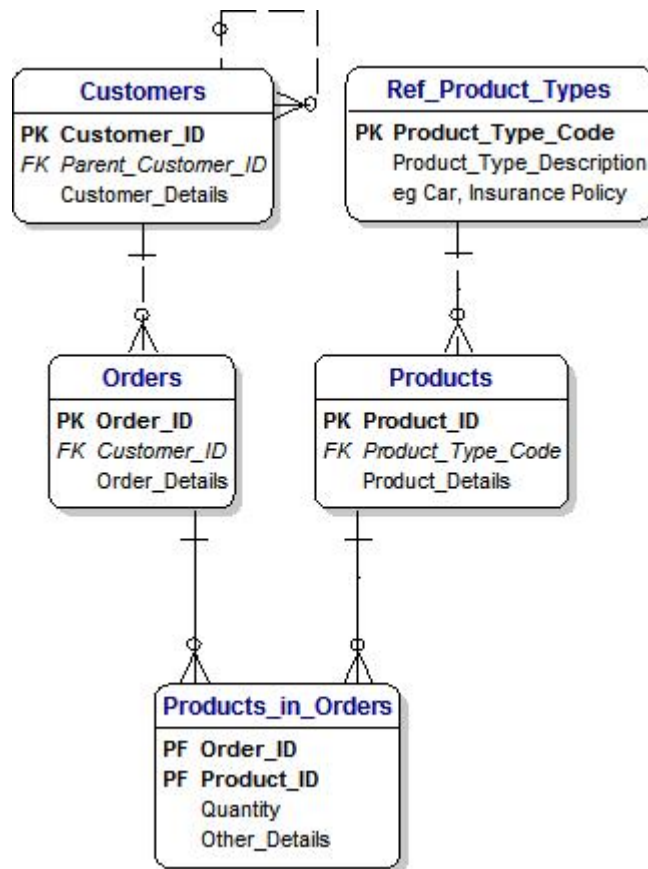 Customers
PK Customer_ID
FK Parent_Customer_ID
Customer_Details
Ref_Product_Types
PK Product_Type_Code
Product_Type_Description
eg Car, Insurance Policy
Orders
PK Order_ID
FK Customer_ID
Order_Details
Products
PK Product_ID
FK Product_Type_Code
Product_Details
Products_in_Orders
PF Order_ID
PF Product_ID
Quantity
Other_Details